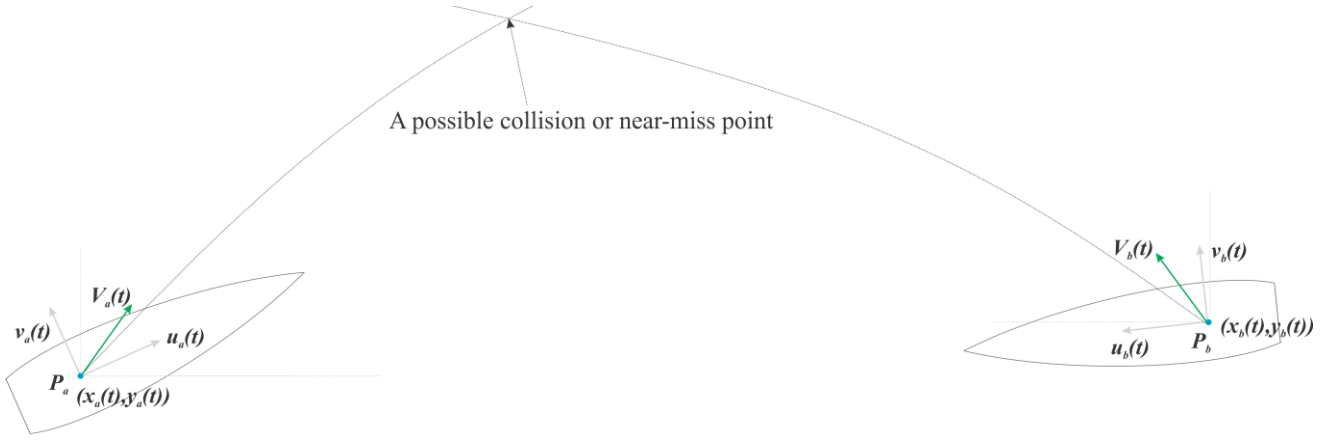 A possible collision or near-miss point
V_a(t)
v_a(t)
u_a(t)
P_a
(x_a(t),y_a(t))
V_b(t)
v_b(t)
(x_b(t),y_b(t))
u_b(t)
P_b